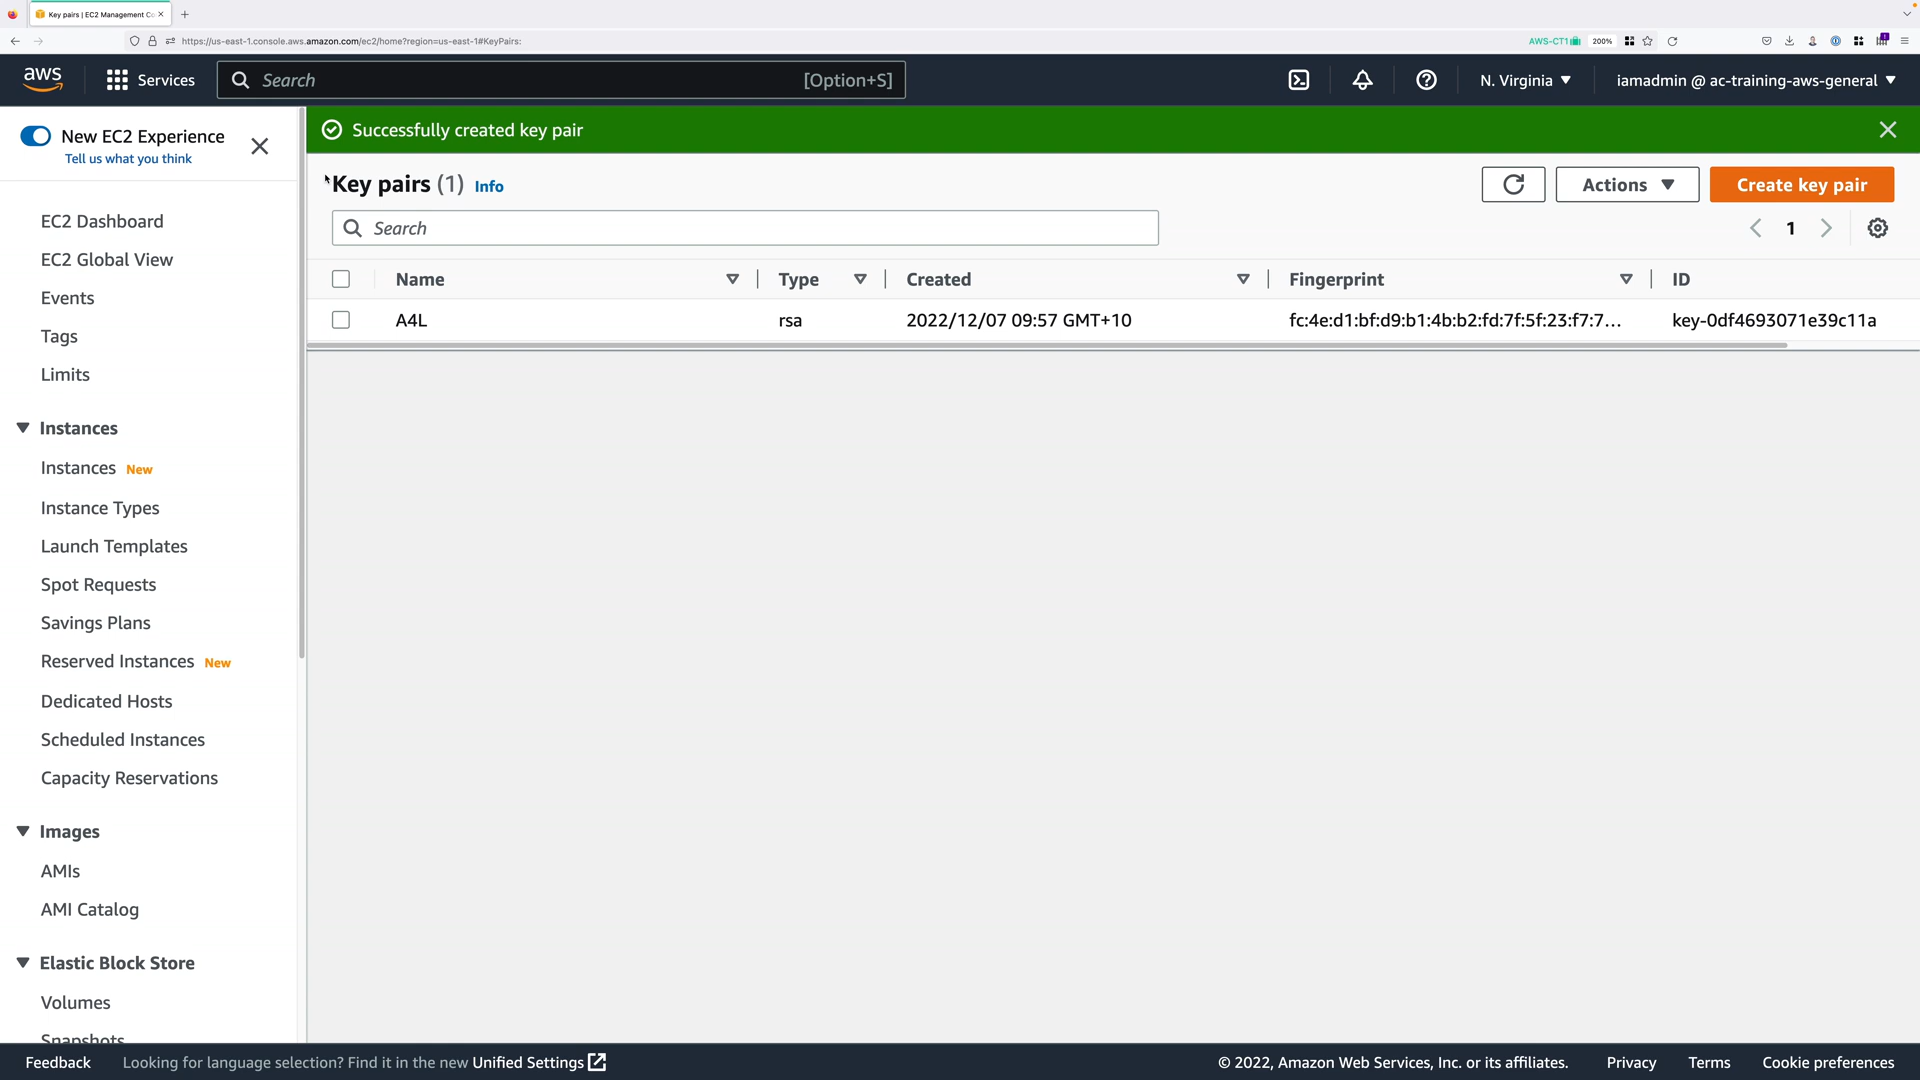 Key pairs | EC2 Management Co
https://us-east-1.console.aws.amazon.com/ec2/home?region=us-east-1#KeyPairs:
AWS-CT1
200%
aws
Services
Search
[Option+S]
N. Virginia
iamadmin @ ac-training-aws-general
New EC2 Experience
Tell us what you think
EC2 Dashboard
EC2 Global View
Events
Tags
Limits
Instances
Instances New
Instance Types
Launch Templates
Spot Requests
Savings Plans
Reserved Instances New
Dedicated Hosts
Scheduled Instances
Capacity Reservations
Images
AMIs
AMI Catalog
Elastic Block Store
Volumes
Snapshots
Successfully created key pair
Key pairs (1) Info
Actions
Create key pair
Search
1
Name Type Created Fingerprint ID
A4L rsa 2022/12/07 09:57 GMT+10 fc:4e:d1:bf:d9:b1:4b:b2:fd:7f:5f:23:f7:7... key-0df4693071e39c11a
Feedback Looking for language selection? Find it in the new Unified Settings © 2022, Amazon Web Services, Inc. or its affiliates. Privacy Terms Cookie preferences